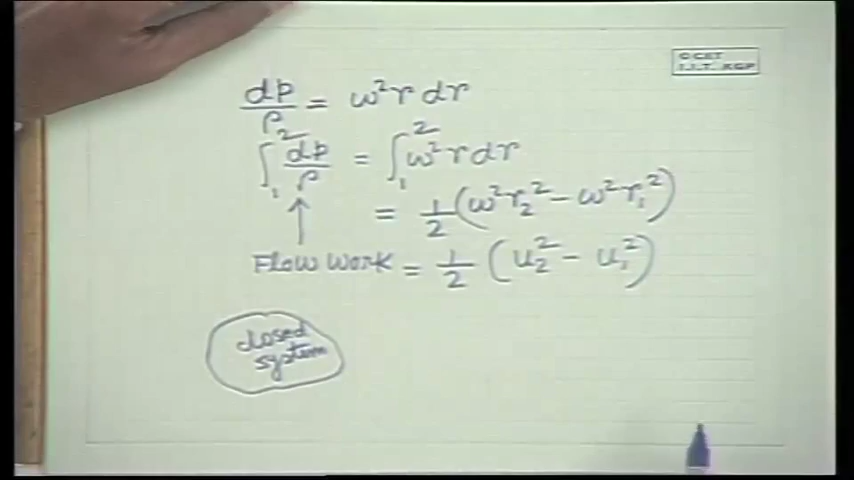 © CET
I.I.T. KGP
dp/ρ = ω²r dr
∫₁² dp/ρ = ∫₁² ω²r dr
= 1/2 (ω²r₂² − ω²r₁²)
Flow work = 1/2 (U₂² − U₁²)
closed
system